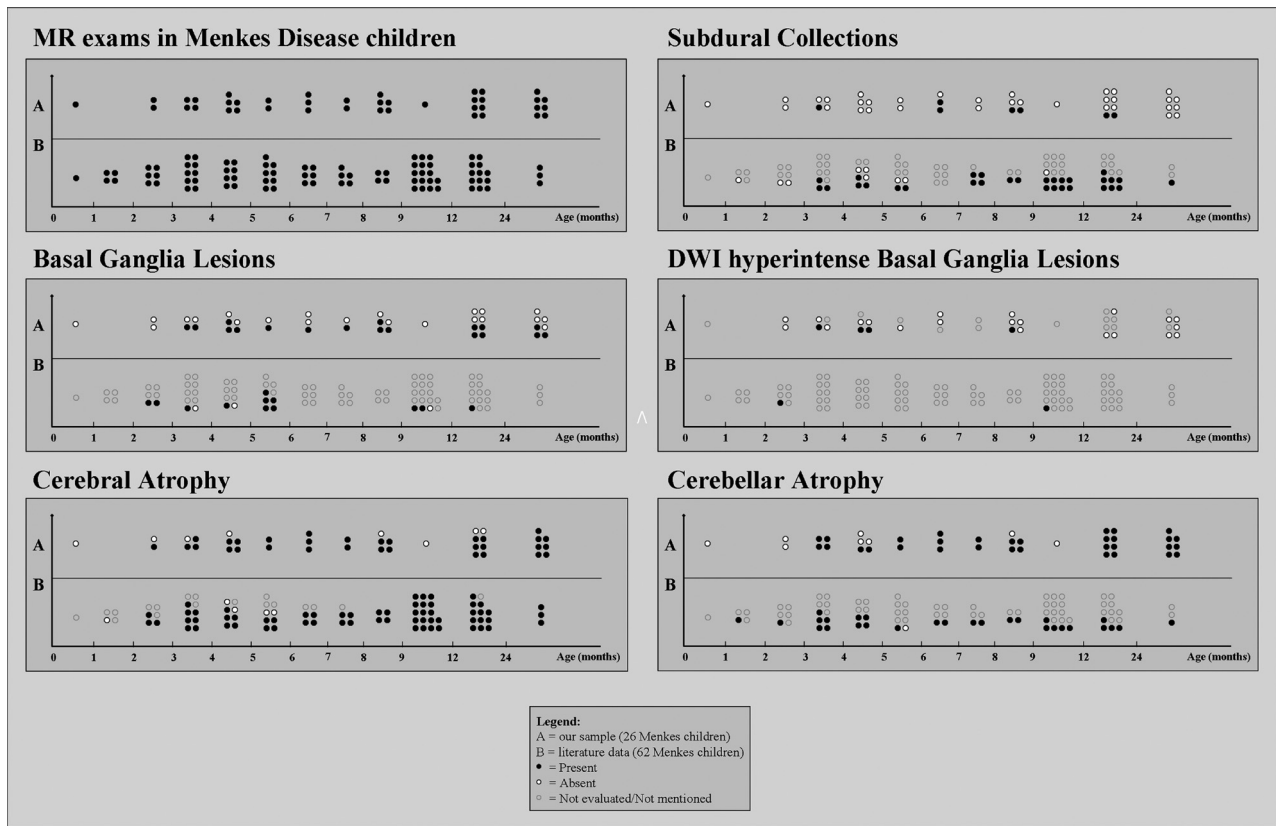 MR exams in Menkes Disease children
A
B
0 1 2 3 4 5 6 7 8 9 12 24 Age (months)
Subdural Collections
A
B
0 1 2 3 4 5 6 7 8 9 12 24 Age (months)
Basal Ganglia Lesions
A
B
0 1 2 3 4 5 6 7 8 9 12 24 Age (months)
DWI hyperintense Basal Ganglia Lesions
A
B
0 1 2 3 4 5 6 7 8 9 12 24 Age (months)
Cerebral Atrophy
A
B
0 1 2 3 4 5 6 7 8 9 12 24 Age (months)
Cerebellar Atrophy
A
B
0 1 2 3 4 5 6 7 8 9 12 24 Age (months)
Legend:
A = our sample (26 Menkes children)
B = literature data (62 Menkes children)
● = Present
○ = Absent
○ = Not evaluated/Not mentioned